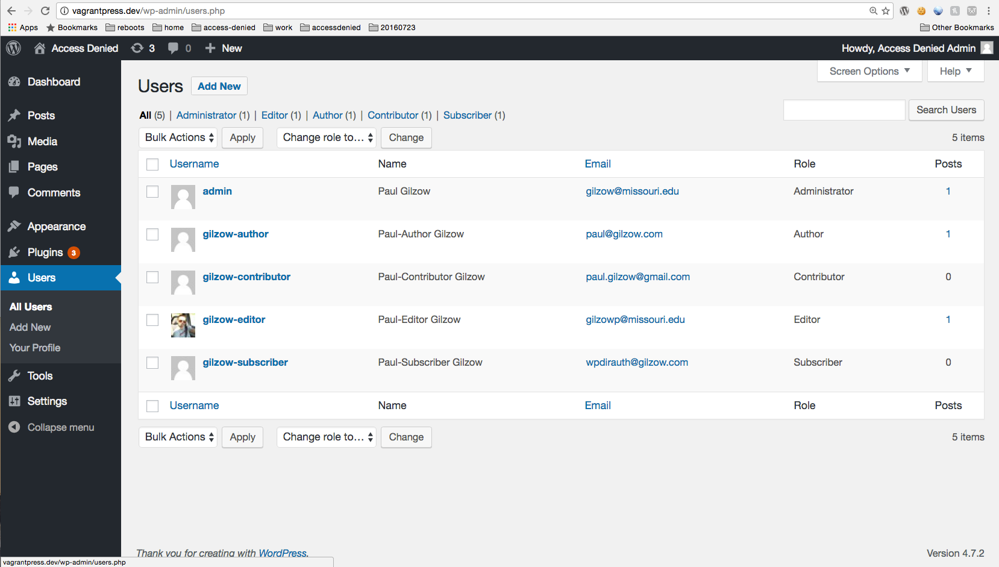 vagrantpress.dev/wp-admin/users.php
Apps Bookmarks reboots home access-denied work accessdenied 20160723 Other Bookmarks
Access Denied 3 0 New Howdy, Access Denied Admin
Screen Options Help
Dashboard
Posts
Media
Pages
Comments
Appearance
Plugins 3
Users
All Users
Add New
Your Profile
Tools
Settings
Collapse menu
Users Add New
All (5) | Administrator (1) | Editor (1) | Author (1) | Contributor (1) | Subscriber (1)
Search Users
Bulk Actions Apply Change role to... Change 5 items
Username Name Email Role Posts
admin Paul Gilzow gilzow@missouri.edu Administrator 1
gilzow-author Paul-Author Gilzow paul@gilzow.com Author 1
gilzow-contributor Paul-Contributor Gilzow paul.gilzow@gmail.com Contributor 0
gilzow-editor Paul-Editor Gilzow gilzowp@missouri.edu Editor 1
gilzow-subscriber Paul-Subscriber Gilzow wpdirauth@gilzow.com Subscriber 0
Username Name Email Role Posts
Bulk Actions Apply Change role to... Change 5 items
Thank you for creating with WordPress. Version 4.7.2
vagrantpress.dev/wp-admin/users.php